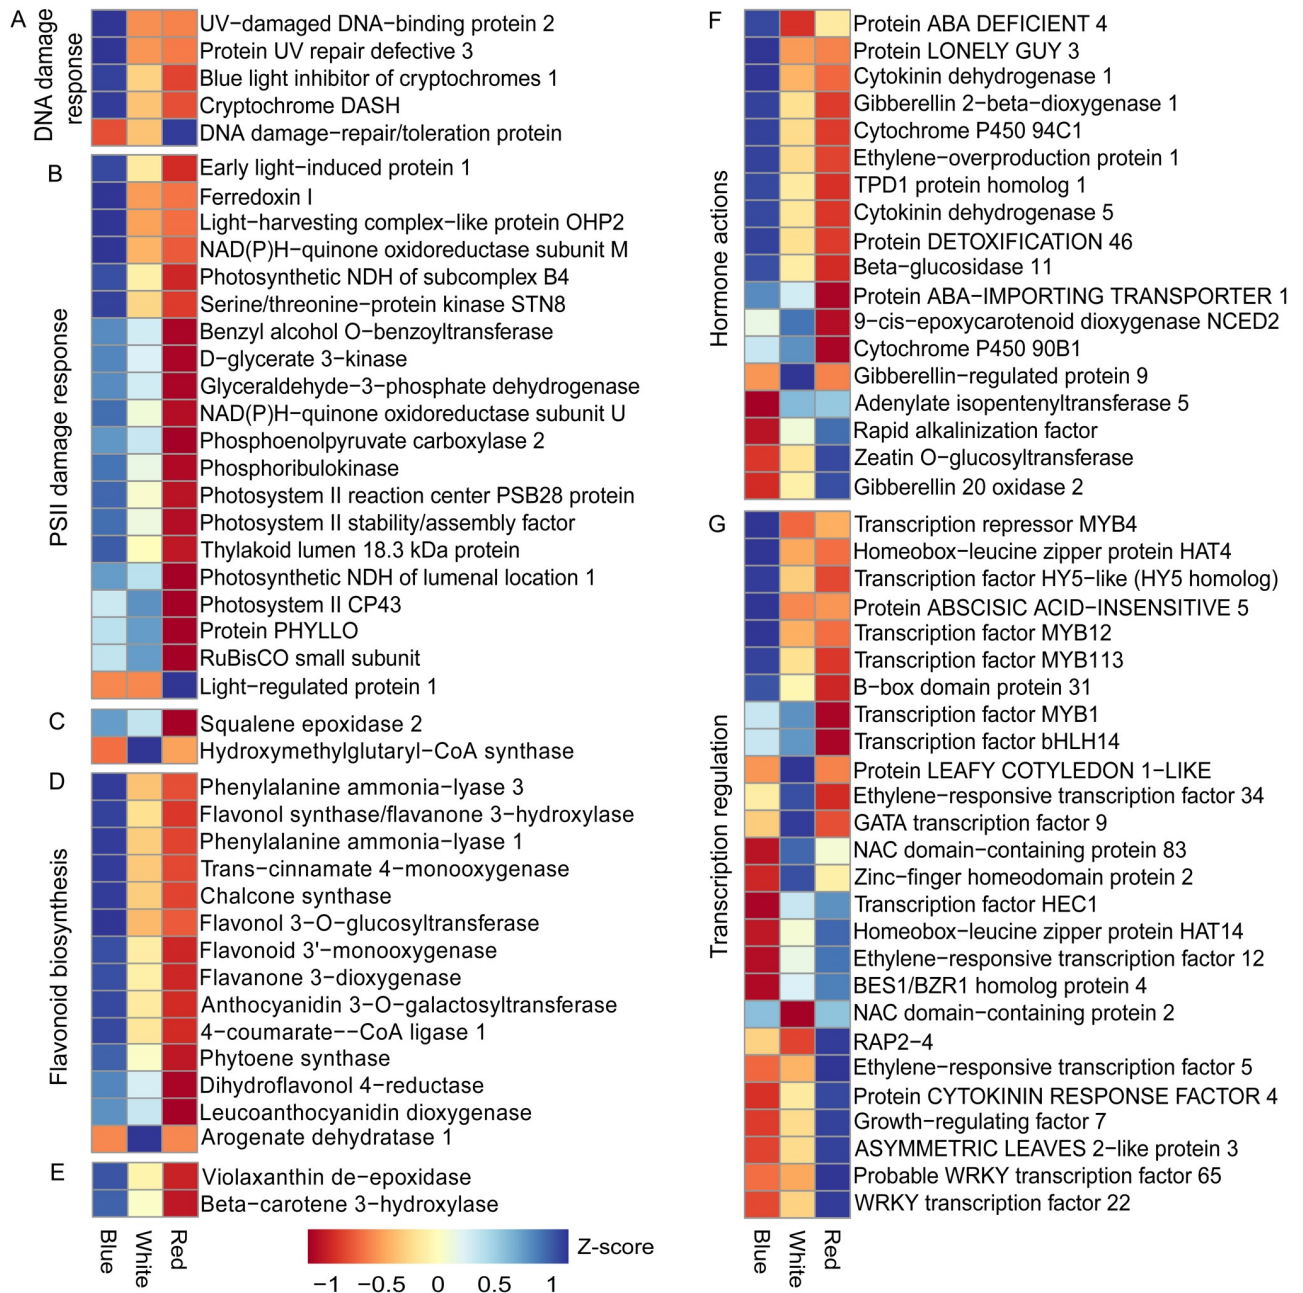 A
DNA damage
response
UV−damaged DNA−binding protein 2
Protein UV repair defective 3
Blue light inhibitor of cryptochromes 1
Cryptochrome DASH
DNA damage−repair/toleration protein
B
PSII damage response
Early light−induced protein 1
Ferredoxin I
Light−harvesting complex−like protein OHP2
NAD(P)H−quinone oxidoreductase subunit M
Photosynthetic NDH of subcomplex B4
Serine/threonine−protein kinase STN8
Benzyl alcohol O−benzoyltransferase
D−glycerate 3−kinase
Glyceraldehyde−3−phosphate dehydrogenase
NAD(P)H−quinone oxidoreductase subunit U
Phosphoenolpyruvate carboxylase 2
Phosphoribulokinase
Photosystem II reaction center PSB28 protein
Photosystem II stability/assembly factor
Thylakoid lumen 18.3 kDa protein
Photosynthetic NDH of lumenal location 1
Photosystem II CP43
Protein PHYLLO
RuBisCO small subunit
Light−regulated protein 1
C
Squalene epoxidase 2
Hydroxymethylglutaryl−CoA synthase
D
Flavonoid biosynthesis
Phenylalanine ammonia−lyase 3
Flavonol synthase/flavanone 3−hydroxylase
Phenylalanine ammonia−lyase 1
Trans−cinnamate 4−monooxygenase
Chalcone synthase
Flavonol 3−O−glucosyltransferase
Flavonoid 3'−monooxygenase
Flavanone 3−dioxygenase
Anthocyanidin 3−O−galactosyltransferase
4−coumarate−−CoA ligase 1
Phytoene synthase
Dihydroflavonol 4−reductase
Leucoanthocyanidin dioxygenase
Arogenate dehydratase 1
E
Violaxanthin de−epoxidase
Beta−carotene 3−hydroxylase
Blue
White
Red
Z−score
−1 −0.5 0 0.5 1
F
Hormone actions
Protein ABA DEFICIENT 4
Protein LONELY GUY 3
Cytokinin dehydrogenase 1
Gibberellin 2−beta−dioxygenase 1
Cytochrome P450 94C1
Ethylene−overproduction protein 1
TPD1 protein homolog 1
Cytokinin dehydrogenase 5
Protein DETOXIFICATION 46
Beta−glucosidase 11
Protein ABA−IMPORTING TRANSPORTER 1
9−cis−epoxycarotenoid dioxygenase NCED2
Cytochrome P450 90B1
Gibberellin−regulated protein 9
Adenylate isopentenyltransferase 5
Rapid alkalinization factor
Zeatin O−glucosyltransferase
Gibberellin 20 oxidase 2
G
Transcription regulation
Transcription repressor MYB4
Homeobox−leucine zipper protein HAT4
Transcription factor HY5−like (HY5 homolog)
Protein ABSCISIC ACID−INSENSITIVE 5
Transcription factor MYB12
Transcription factor MYB113
B−box domain protein 31
Transcription factor MYB1
Transcription factor bHLH14
Protein LEAFY COTYLEDON 1−LIKE
Ethylene−responsive transcription factor 34
GATA transcription factor 9
NAC domain−containing protein 83
Zinc−finger homeodomain protein 2
Transcription factor HEC1
Homeobox−leucine zipper protein HAT14
Ethylene−responsive transcription factor 12
BES1/BZR1 homolog protein 4
NAC domain−containing protein 2
RAP2−4
Ethylene−responsive transcription factor 5
Protein CYTOKININ RESPONSE FACTOR 4
Growth−regulating factor 7
ASYMMETRIC LEAVES 2−like protein 3
Probable WRKY transcription factor 65
WRKY transcription factor 22
Blue
White
Red